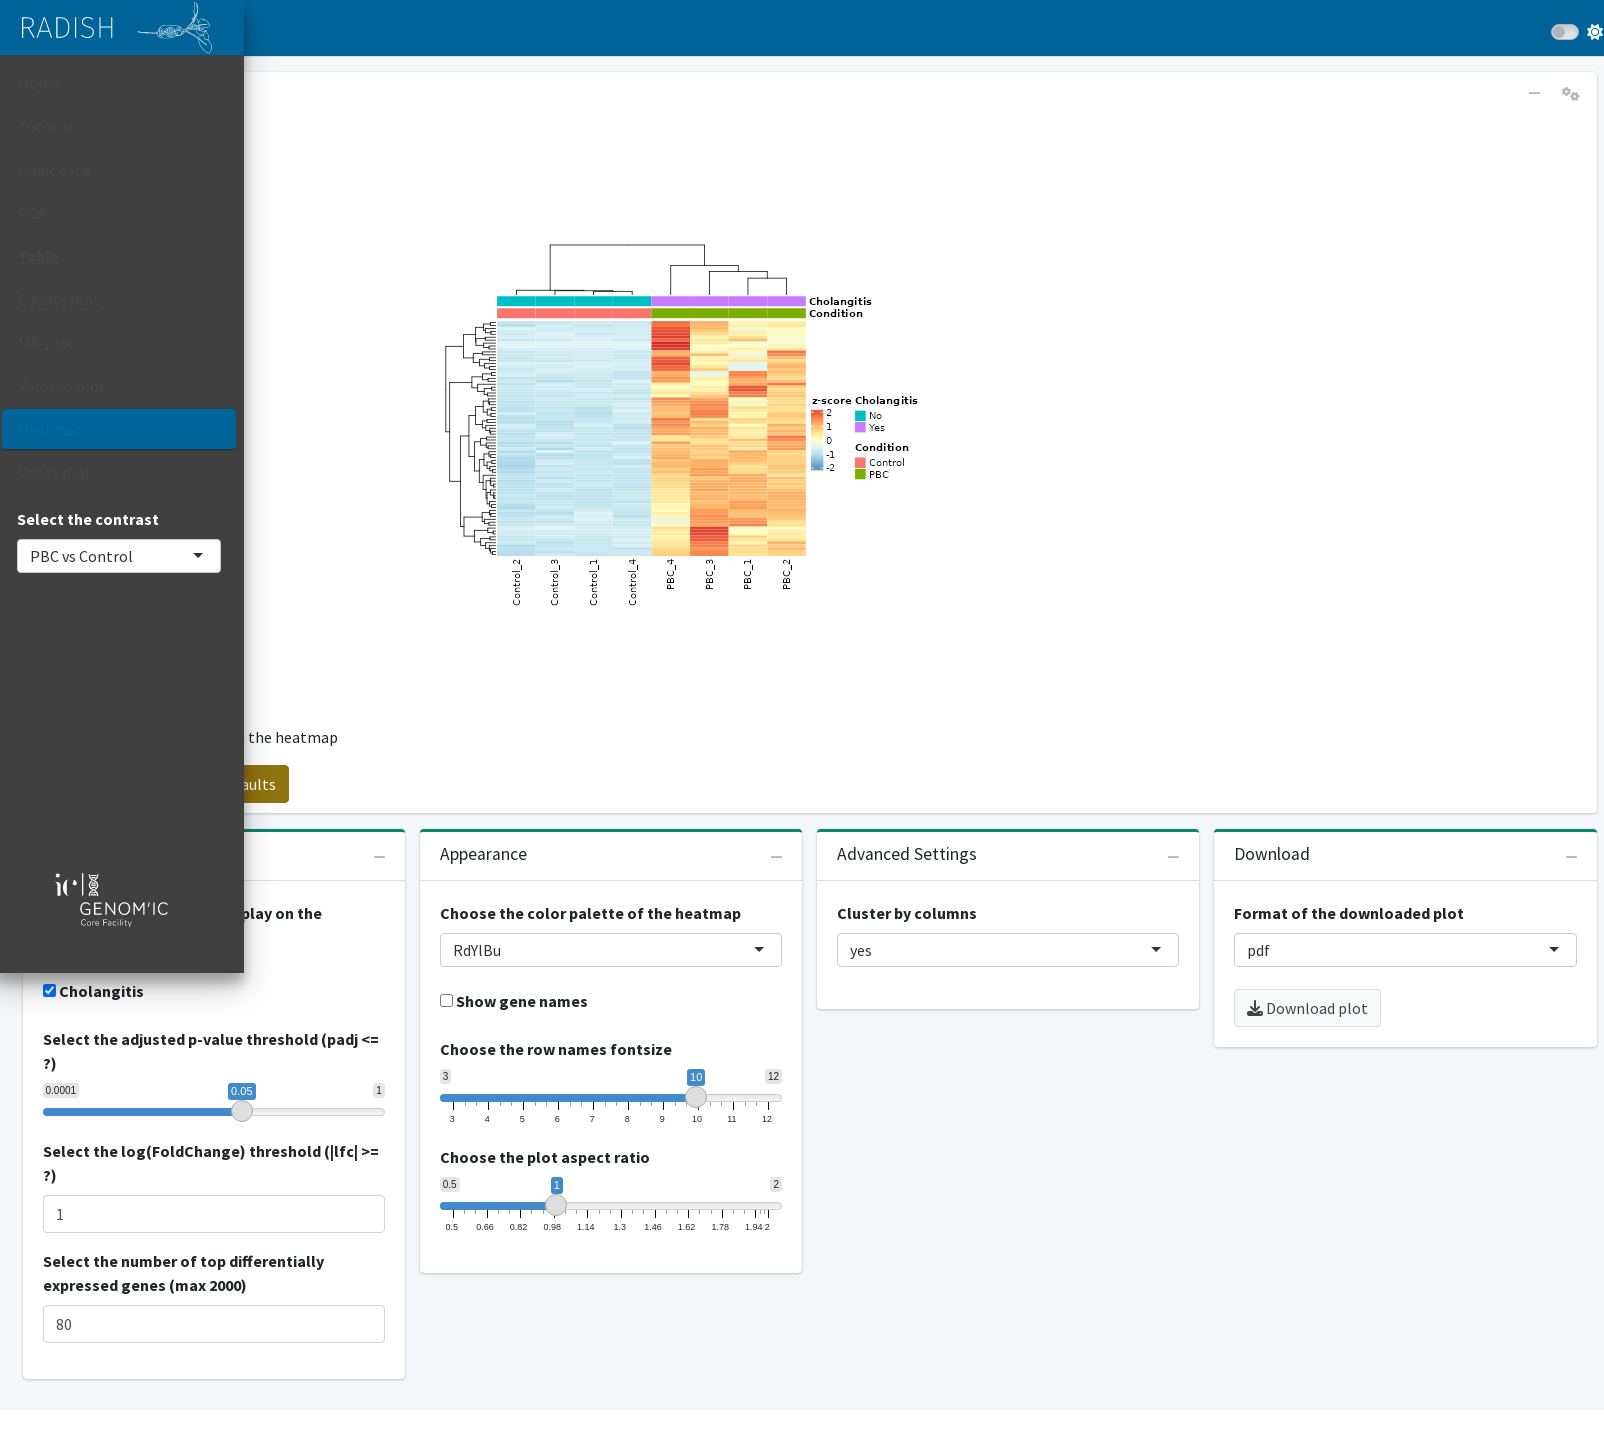 RADISH
Home
Tutorial
Input data
PCA
Table
Counts plot
MA-plot
Volcano plot
Heatmap
Upset plot
Select the contrast
PBC vs Control
ic
GENOM'IC
Core Facility
Cholangitis
Condition
z-score
2
1
0
-1
-2
Cholangitis
No
Yes
Condition
Control
PBC
Control_2
Control_3
Control_1
Control_4
PBC_4
PBC_3
PBC_1
PBC_2
the heatmap
aults
play on the
Cholangitis
Select the adjusted p-value threshold (padj <=
?)
0.0001 0.05 1
Select the log(FoldChange) threshold (|lfc| >=
?)
1
Select the number of top differentially
expressed genes (max 2000)
80
Appearance
Choose the color palette of the heatmap
RdYlBu
Show gene names
Choose the row names fontsize
3 10 12
3 4 5 6 7 8 9 10 11 12
Choose the plot aspect ratio
0.5 1 2
0.5 0.66 0.82 0.98 1.14 1.3 1.46 1.62 1.78 1.94 2
Advanced Settings
Cluster by columns
yes
Download
Format of the downloaded plot
pdf
Download plot